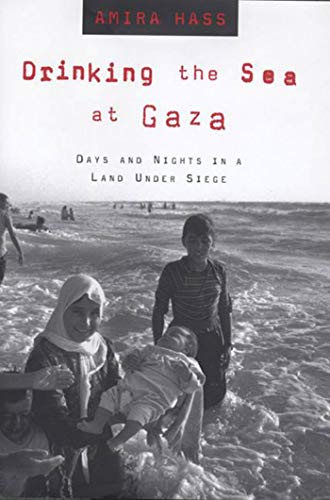 AMIRA HASS
Drinking the Sea
at Gaza
DAYS AND NIGHTS IN A
LAND UNDER SIEGE